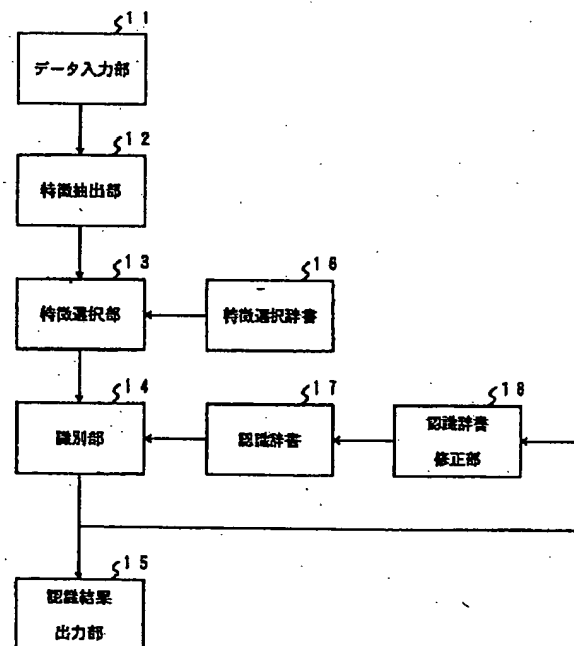 11
データ入力部
12
特徴抽出部
13
特徴選択部
16
特徴選択辞書
14
識別部
17
認識辞書
18
認識辞書
修正部
15
認識結果
出力部